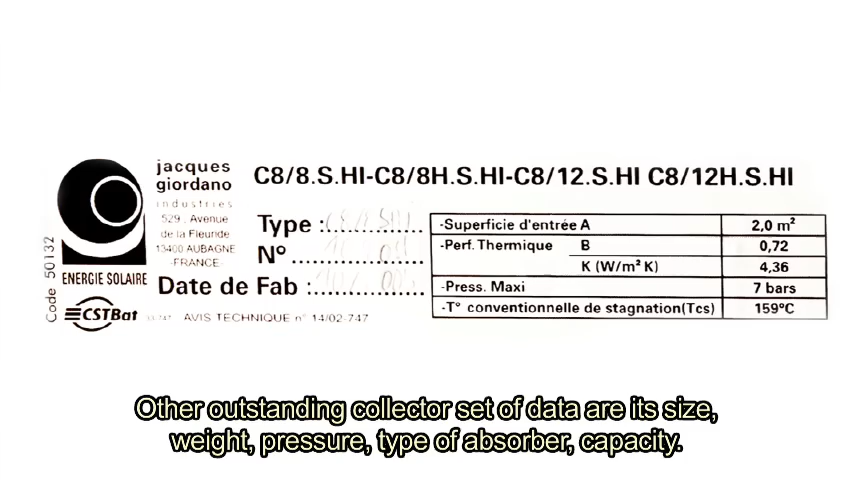 jacques
giordano
industries
529 , Avenue
de la Fleuride
13400 AUBAGNE
-FRANCE-
ENERGIE SOLAIRE
Code 50132
CSTBat
AVIS TECHNIQUE n° 14/02-747
C8/8.S.HI-C8/8H.S.HI-C8/12.S.HI C8/12H.S.HI
Type :
N°
Date de Fab :
-Superficie d'entrée A 2,0 m²
-Perf. Thermique B 0,72
K (W/m² K) 4,36
-Press. Maxi 7 bars
-T° conventionnelle de stagnation(Tcs) 159°C
Other outstanding collector set of data are its size,
weight, pressure, type of absorber, capacity.